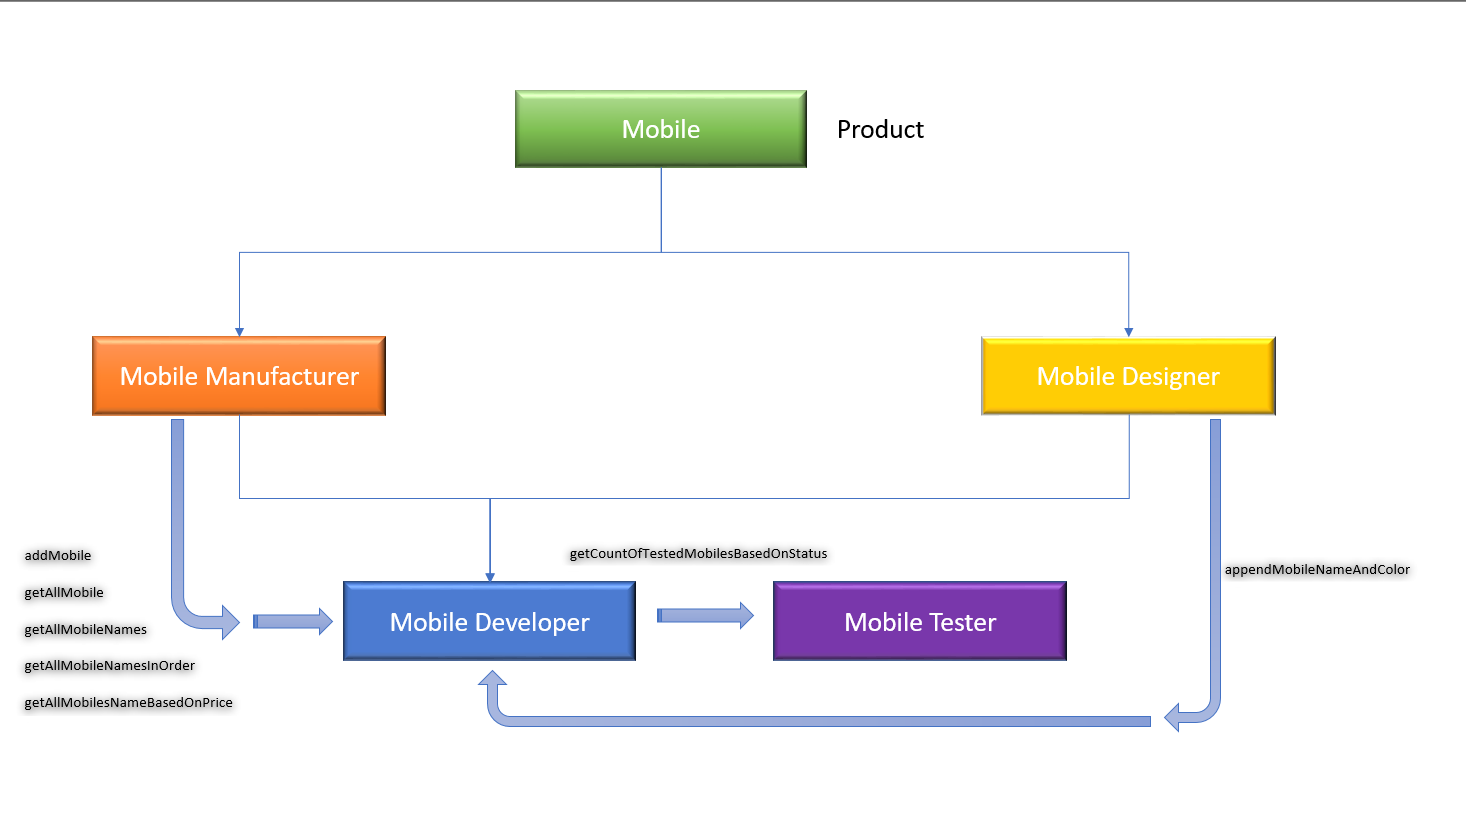 Mobile
Product
Mobile Manufacturer
Mobile Designer
addMobile
getAllMobile
getAllMobileNames
getAllMobileNamesInOrder
getAllMobilesNameBasedOnPrice
getCountOfTestedMobilesBasedOnStatus
appendMobileNameAndColor
Mobile Developer
Mobile Tester